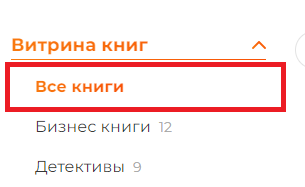 Витрина книг
Все книги
Бизнес книги 12
Детективы 9